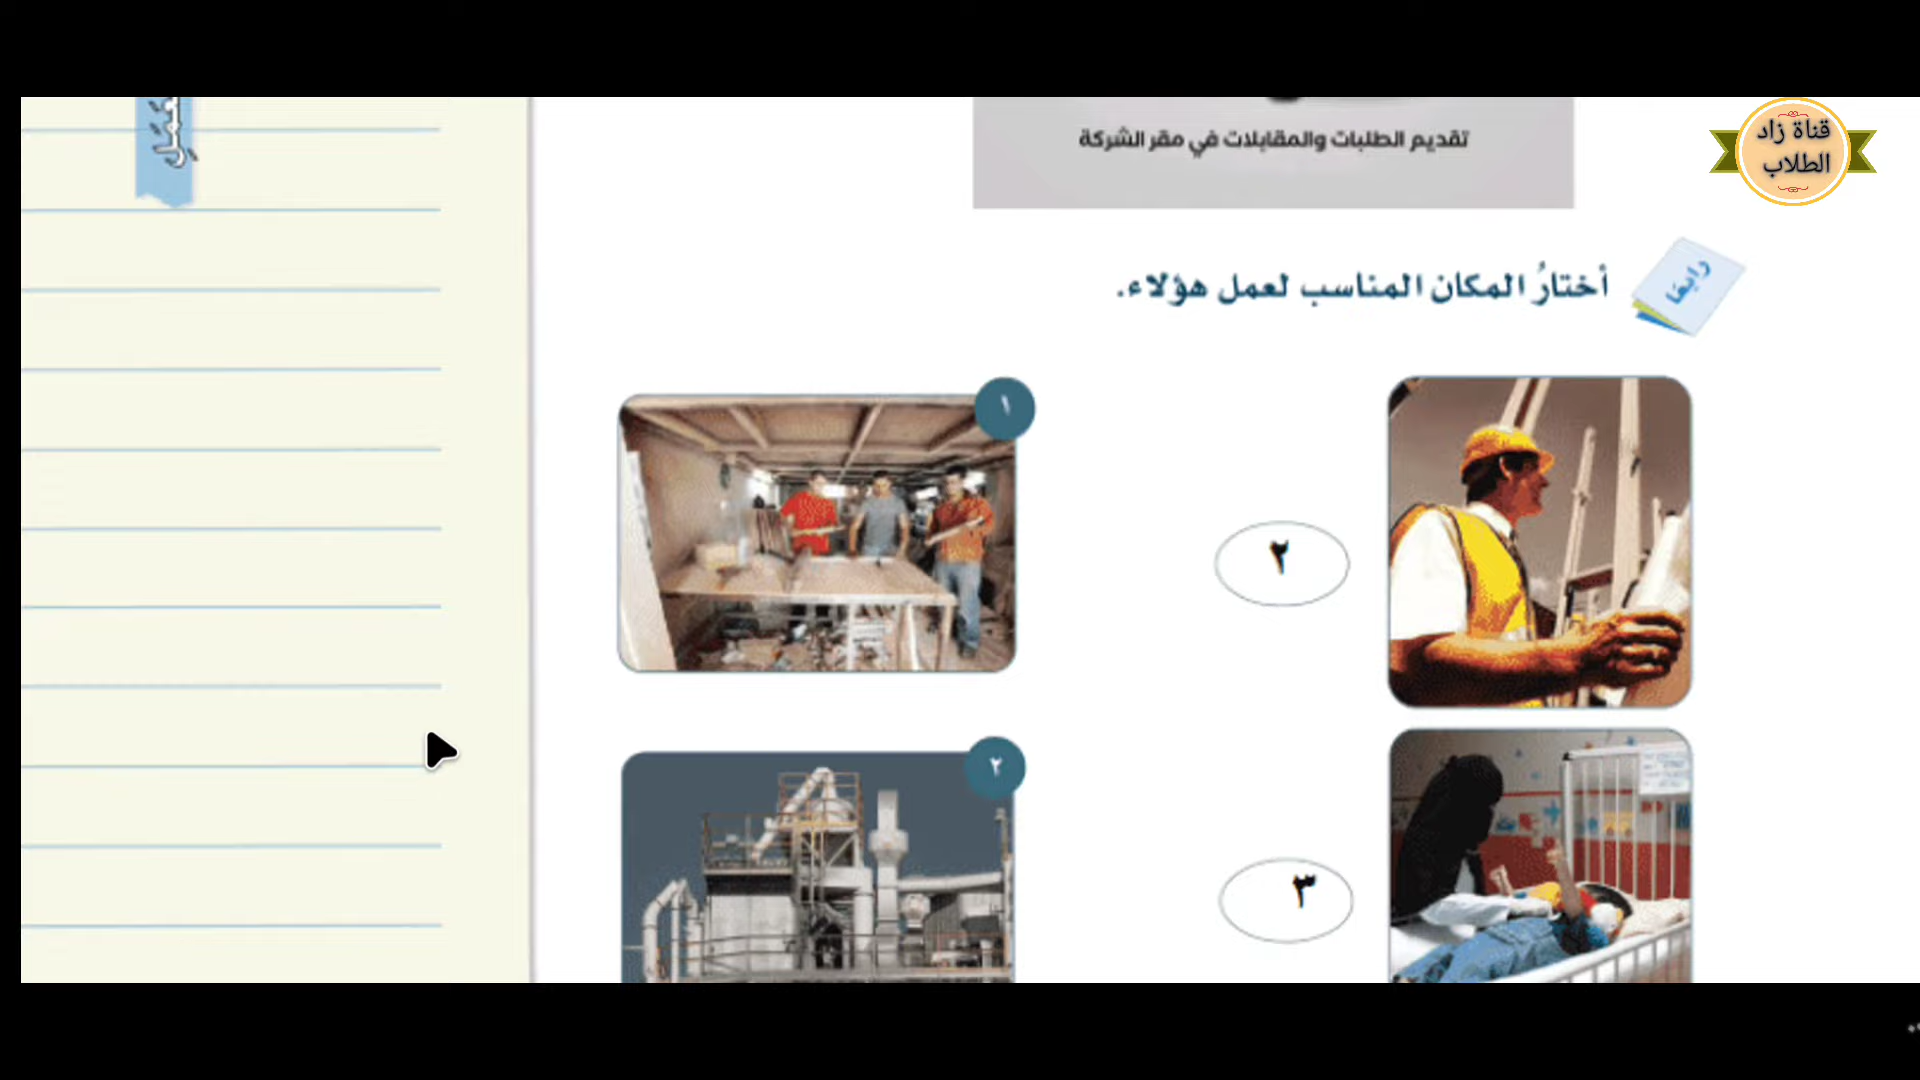 قناة زاد
الطلاب
تقديم الطلبات والمقابلات في مقر الشركة
رابعًا
أختارُ المكان المناسب لعمل هؤلاء.
١
٢
٢
٣